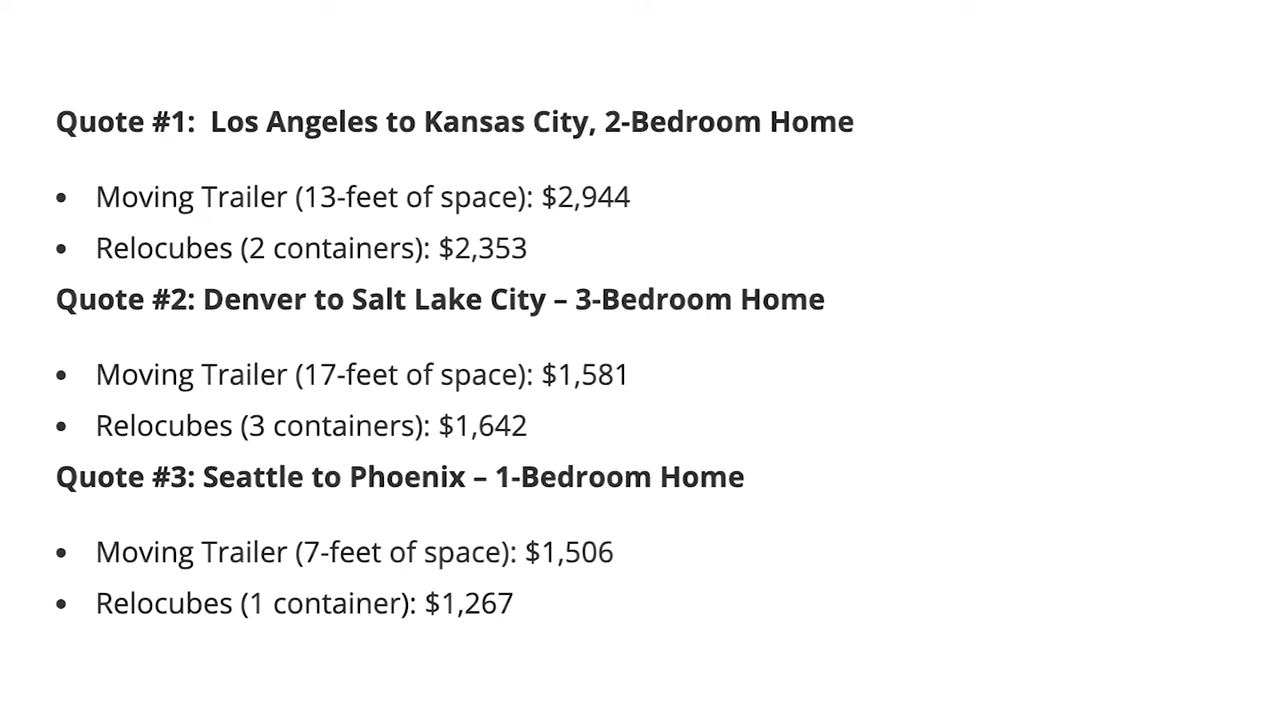 Quote #1:  Los Angeles to Kansas City, 2-Bedroom Home
• Moving Trailer (13-feet of space): $2,944
• Relocubes (2 containers): $2,353
Quote #2: Denver to Salt Lake City – 3-Bedroom Home
• Moving Trailer (17-feet of space): $1,581
• Relocubes (3 containers): $1,642
Quote #3: Seattle to Phoenix – 1-Bedroom Home
• Moving Trailer (7-feet of space): $1,506
• Relocubes (1 container): $1,267